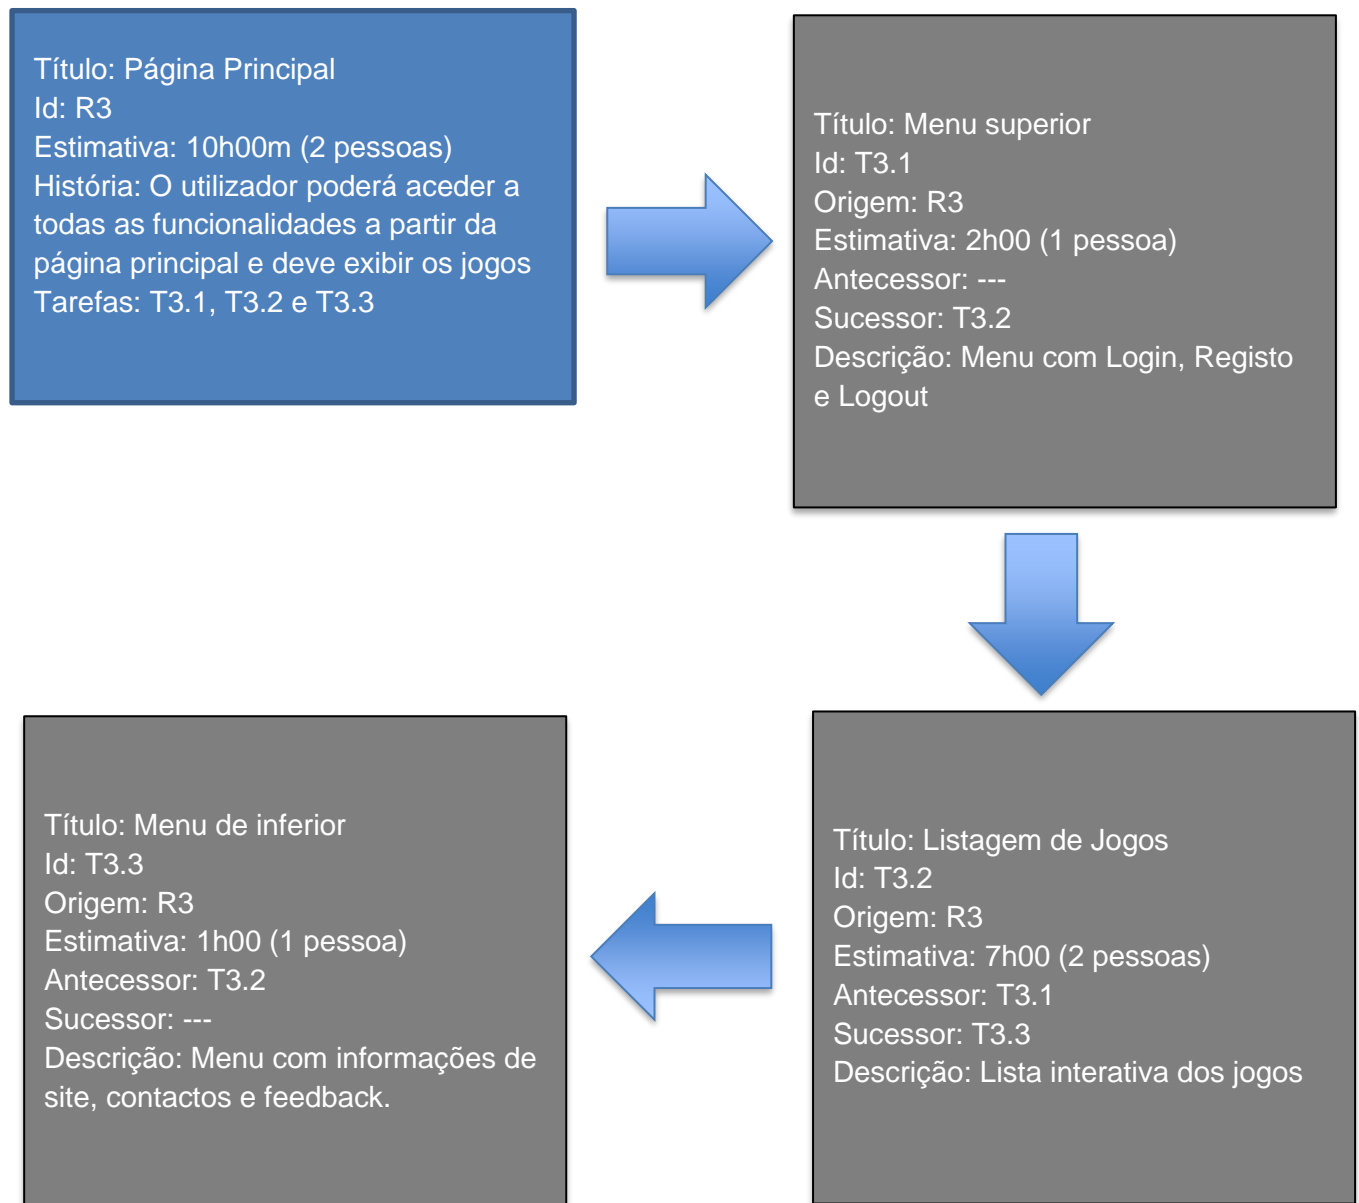 Título: Página Principal
Id: R3
Estimativa: 10h00m (2 pessoas)
História: O utilizador poderá aceder a
todas as funcionalidades a partir da
página principal e deve exibir os jogos
Tarefas: T3.1, T3.2 e T3.3
Título: Menu superior
Id: T3.1
Origem: R3
Estimativa: 2h00 (1 pessoa)
Antecessor: ---
Sucessor: T3.2
Descrição: Menu com Login, Registo
e Logout
Título: Listagem de Jogos
Id: T3.2
Origem: R3
Estimativa: 7h00 (2 pessoas)
Antecessor: T3.1
Sucessor: T3.3
Descrição: Lista interativa dos jogos
Título: Menu de inferior
Id: T3.3
Origem: R3
Estimativa: 1h00 (1 pessoa)
Antecessor: T3.2
Sucessor: ---
Descrição: Menu com informações de
site, contactos e feedback.